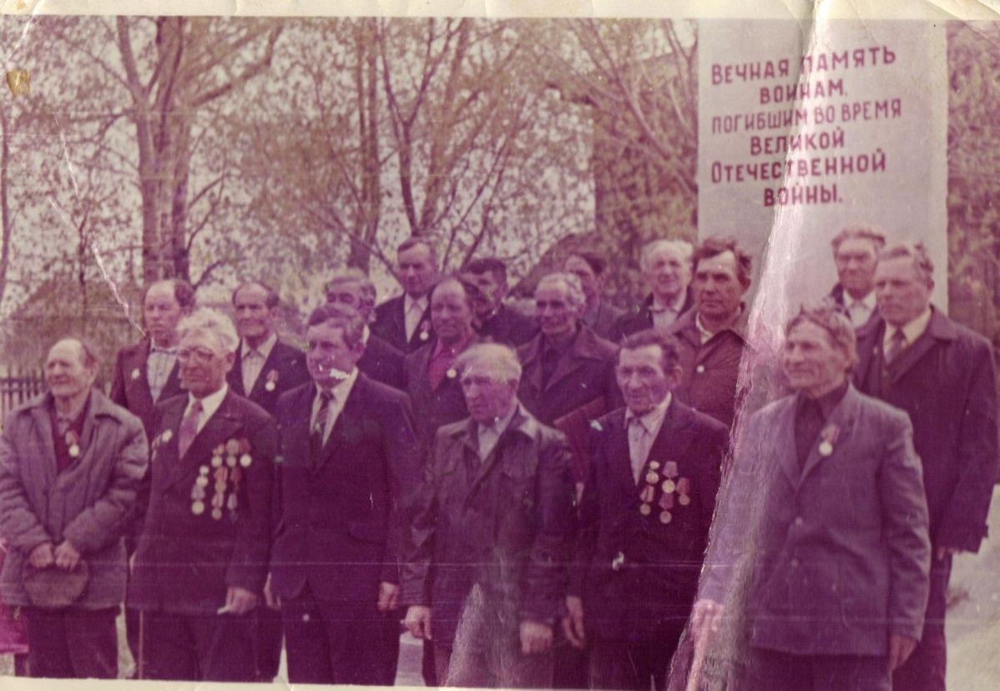 Вечная память
воинам,
погибшим во время
Великой
Отечественной
войны.